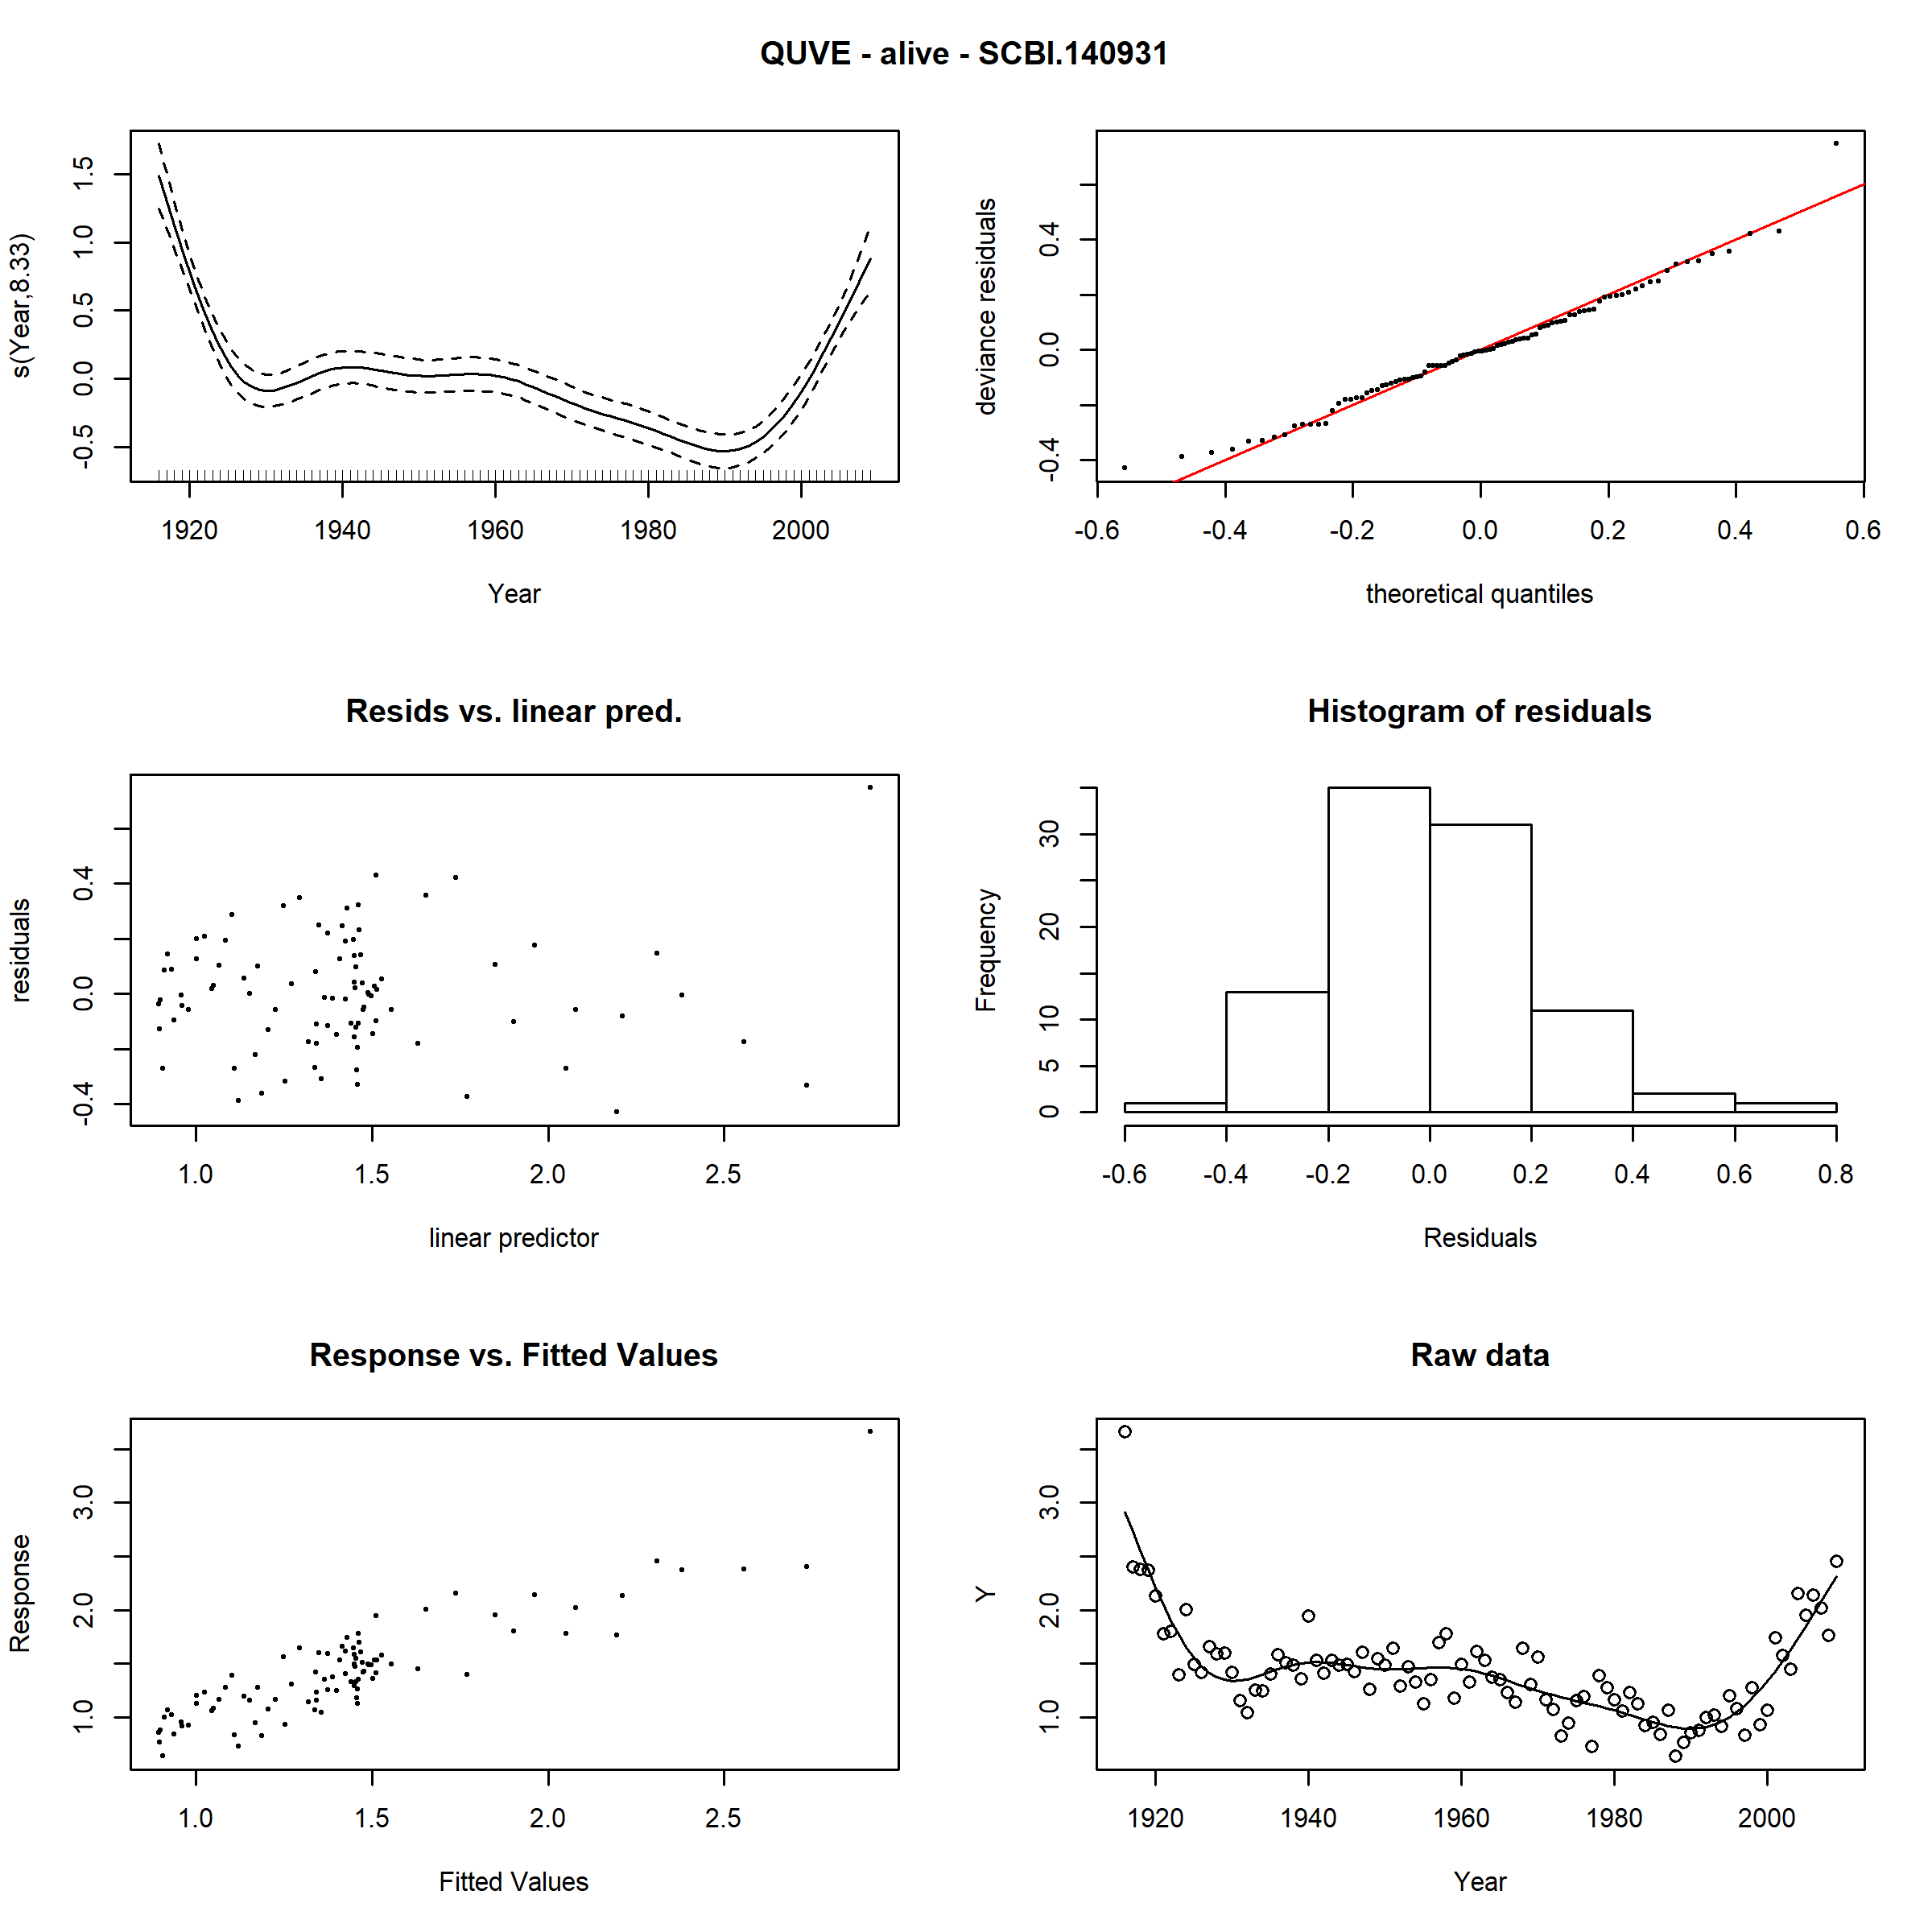 QUVE - alive - SCBI.140931
s(Year,8.33)
-0.5 0.0 0.5 1.0 1.5
1920 1940 1960 1980 2000
Year
deviance residuals
-0.4 0.0 0.4
-0.6 -0.4 -0.2 0.0 0.2 0.4 0.6
theoretical quantiles
Resids vs. linear pred.
residuals
-0.4 0.0 0.4
1.0 1.5 2.0 2.5
linear predictor
Histogram of residuals
Frequency
0 5 10 20 30
-0.6 -0.4 -0.2 0.0 0.2 0.4 0.6 0.8
Residuals
Response vs. Fitted Values
Response
1.0 2.0 3.0
1.0 1.5 2.0 2.5
Fitted Values
Raw data
Y
1.0 2.0 3.0
1920 1940 1960 1980 2000
Year